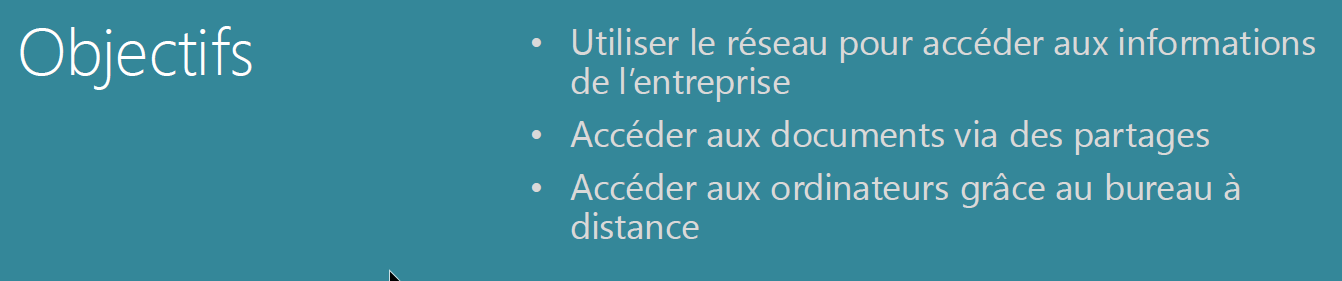 Objectifs
• Utiliser le réseau pour accéder aux informations
de l’entreprise
• Accéder aux documents via des partages
• Accéder aux ordinateurs grâce au bureau à
distance